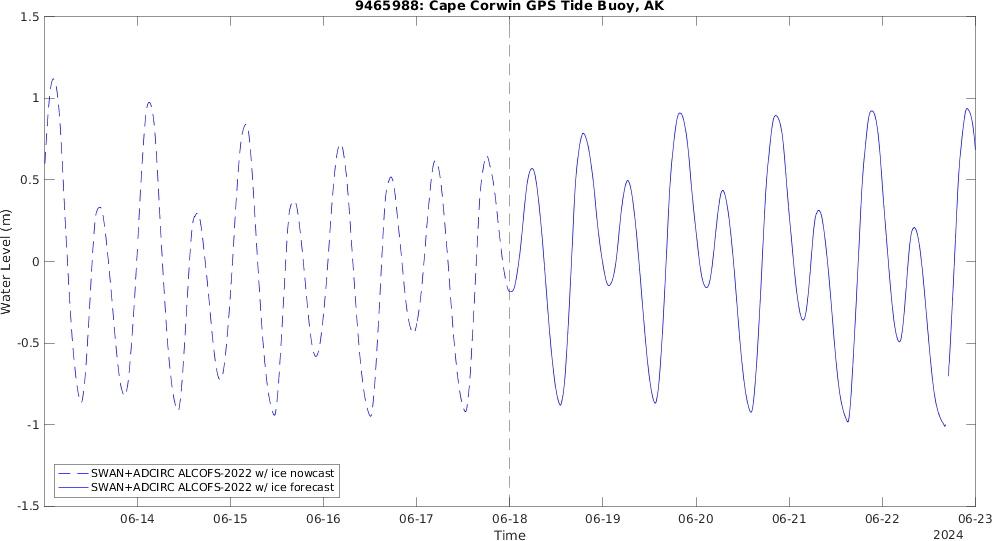 9465988: Cape Corwin GPS Tide Buoy, AK
1.5
1
0.5
0
-0.5
-1
-1.5
Water Level (m)
SWAN+ADCIRC ALCOFS-2022 w/ ice nowcast
SWAN+ADCIRC ALCOFS-2022 w/ ice forecast
06-14 06-15 06-16 06-17 06-18 06-19 06-20 06-21 06-22 06-23
Time
2024